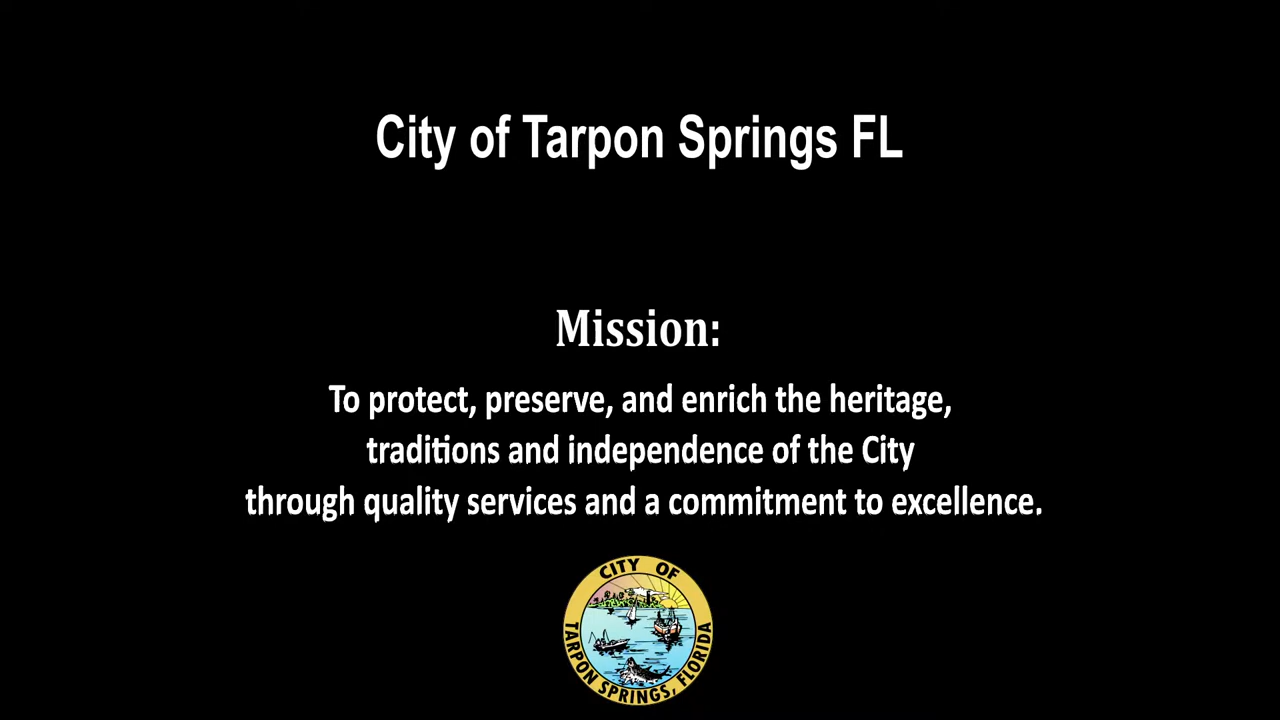 City of Tarpon Springs FL
Mission:
To protect, preserve, and enrich the heritage,
traditions and independence of the City
through quality services and a commitment to excellence.
CITY OF
TARPON SPRINGS, FLORIDA